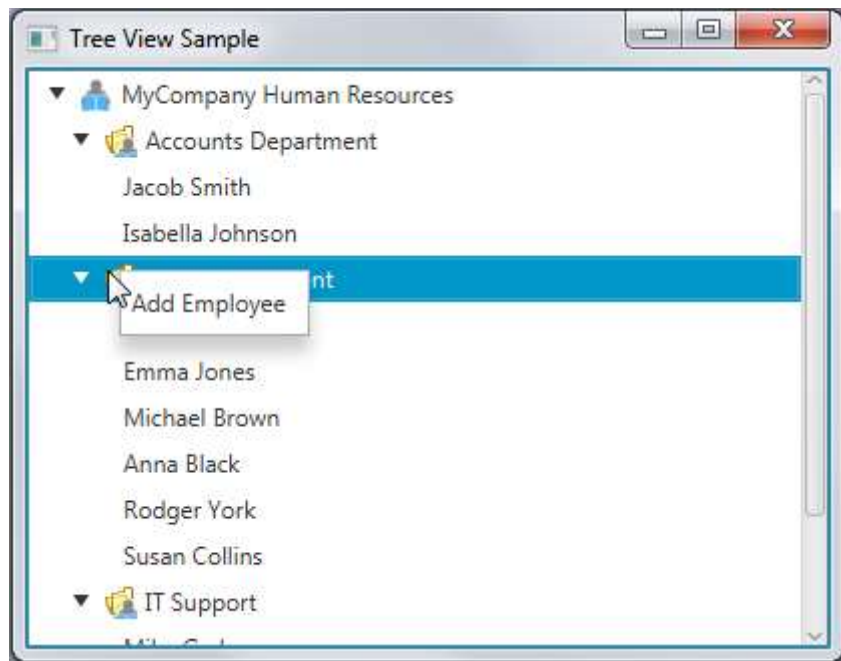 Tree View Sample
MyCompany Human Resources
Accounts Department
Jacob Smith
Isabella Johnson
Add Employee
Emma Jones
Michael Brown
Anna Black
Rodger York
Susan Collins
IT Support